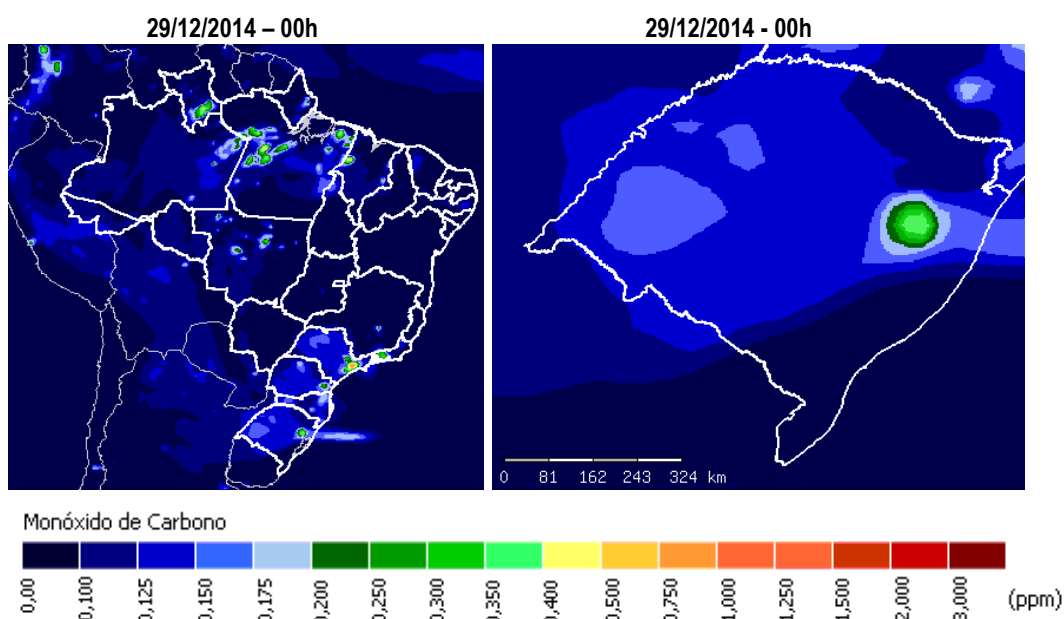 29/12/2014 – 00h
29/12/2014 - 00h
0 81 162 243 324 km
Monóxido de Carbono
0,00 0,100 0,125 0,150 0,175 0,200 0,250 0,300 0,350 0,400 0,500 0,750 1,000 1,250 1,500 2,000 3,000 (ppm)